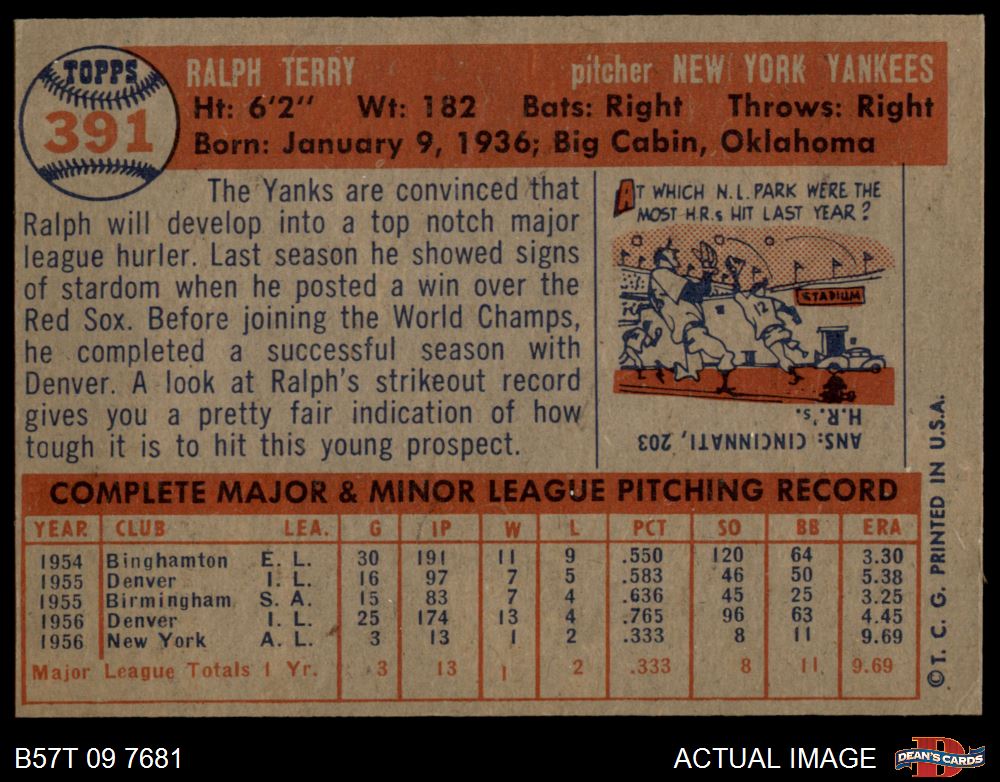 TOPPS
391
RALPH TERRY pitcher NEW YORK YANKEES
Ht: 6'2" Wt: 182 Bats: Right Throws: Right
Born: January 9, 1936; Big Cabin, Oklahoma
The Yanks are convinced that
Ralph will develop into a top notch major
league hurler. Last season he showed signs
of stardom when he posted a win over the
Red Sox. Before joining the World Champs,
he completed a successful season with
Denver. A look at Ralph's strikeout record
gives you a pretty fair indication of how
tough it is to hit this young prospect.
AT WHICH N.L. PARK WERE THE
MOST H.R.s HIT LAST YEAR?
STADIUM
12
ANS: CINCINNATI, 203
H.R.'s.
COMPLETE MAJOR & MINOR LEAGUE PITCHING RECORD
YEAR CLUB LEA. G IP W L PCT SO BB ERA
1954 Binghamton E. L. 30 191 11 9 .550 120 64 3.30
1955 Denver I. L. 16 97 7 5 .583 46 50 5.38
1955 Birmingham S. A. 15 83 7 4 .636 45 25 3.25
1956 Denver I. L. 25 174 13 4 .765 96 63 4.45
1956 New York A. L. 3 13 1 2 .333 8 11 9.69
Major League Totals 1 Yr. 3 13 1 2 .333 8 11 9.69
©T. C. G. PRINTED IN U.S.A.
B57T 09 7681 ACTUAL IMAGE
DEAN'S CARDS